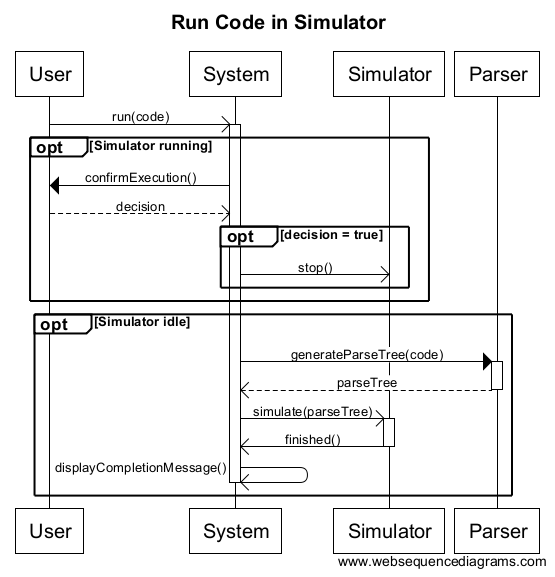 Run Code in Simulator
User System Simulator Parser
run(code)
opt [Simulator running]
confirmExecution()
decision
opt [decision = true]
stop()
opt [Simulator idle]
generateParseTree(code)
parseTree
simulate(parseTree)
finished()
displayCompletionMessage()
User System Simulator Parser
www.websequencediagrams.com